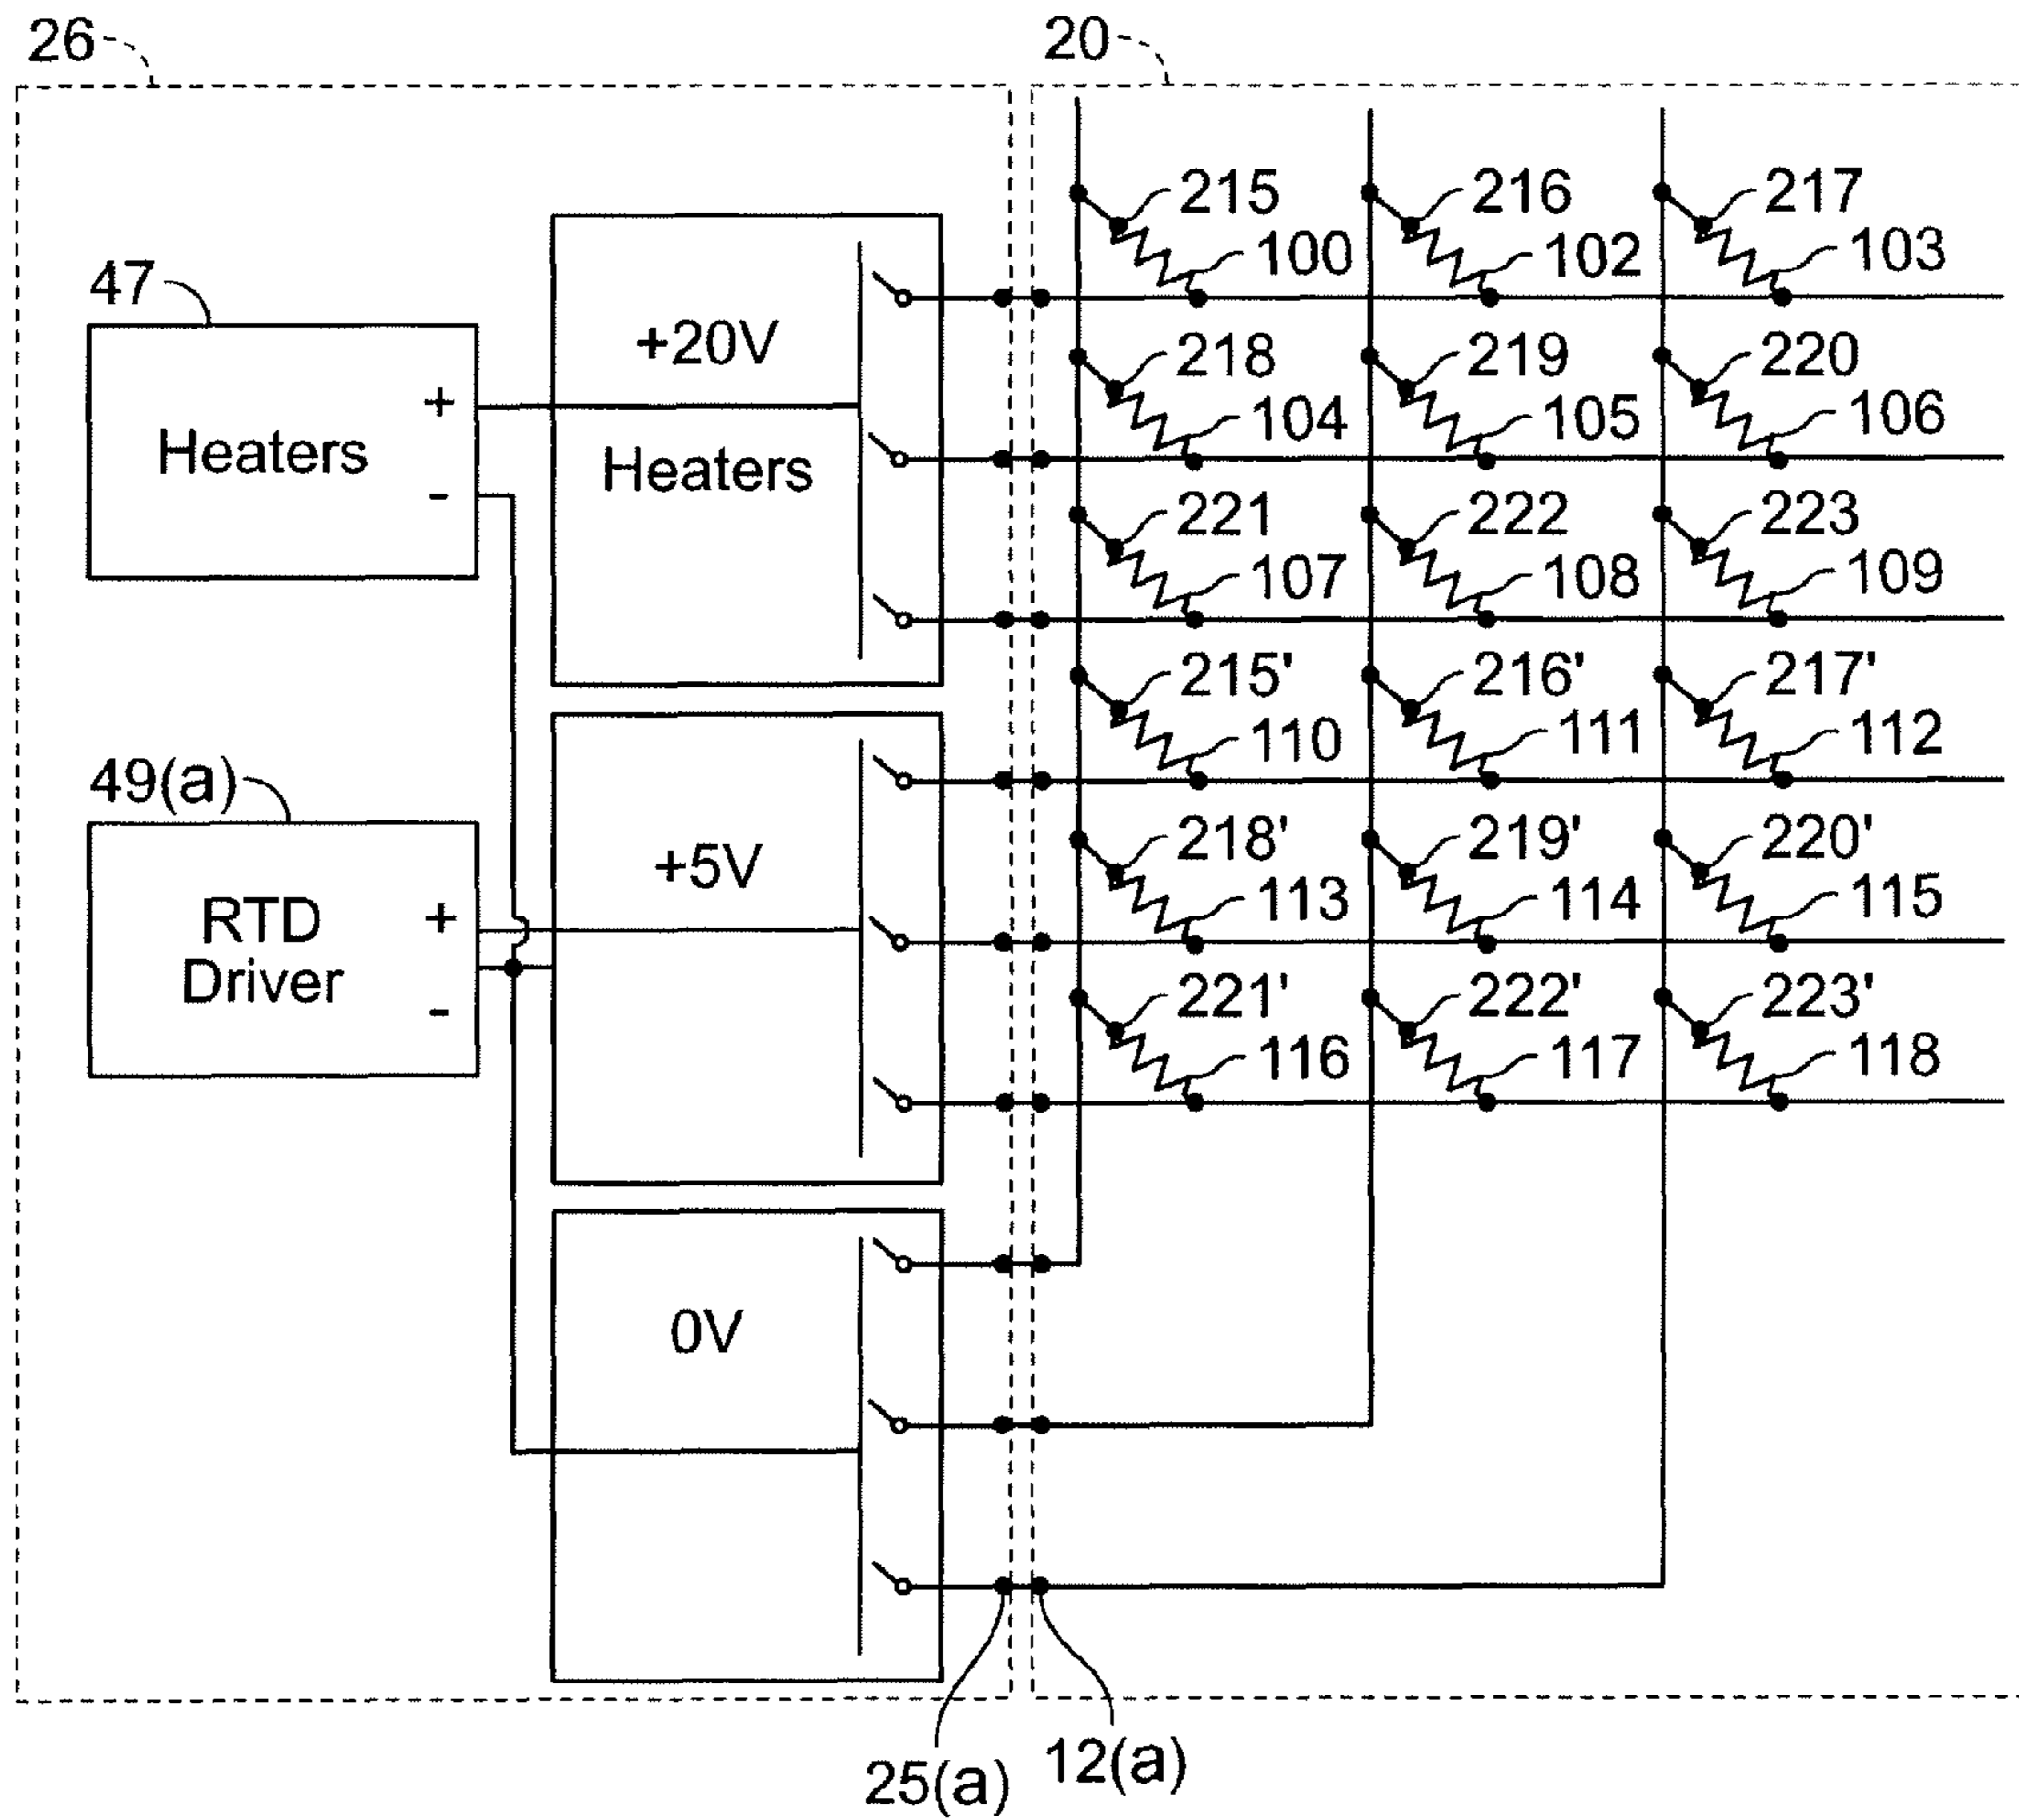 26
20
215 216 217
100 102 103
47
+20V
218 219 220
+
104 105 106
Heaters
Heaters
-
221 222 223
107 108 109
215' 216' 217'
110 111 112
49(a)
+5V
218' 219' 220'
113 114 115
RTD
+
Driver
-
221' 222' 223'
116 117 118
0V
25(a) 12(a)